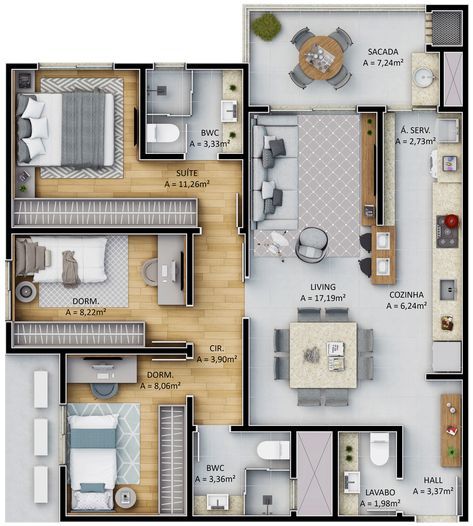 SACADA
A = 7,24m²
BWC
A = 3,33m²
Á. SERV.
A = 2,73m²
SUÍTE
A = 11,26m²
LIVING
A = 17,19m²
COZINHA
A = 6,24m²
DORM.
A = 8,22m²
CIR.
A = 3,90m²
DORM.
A = 8,06m²
BWC
A = 3,36m²
LAVABO
A = 1,98m²
HALL
A = 3,37m²